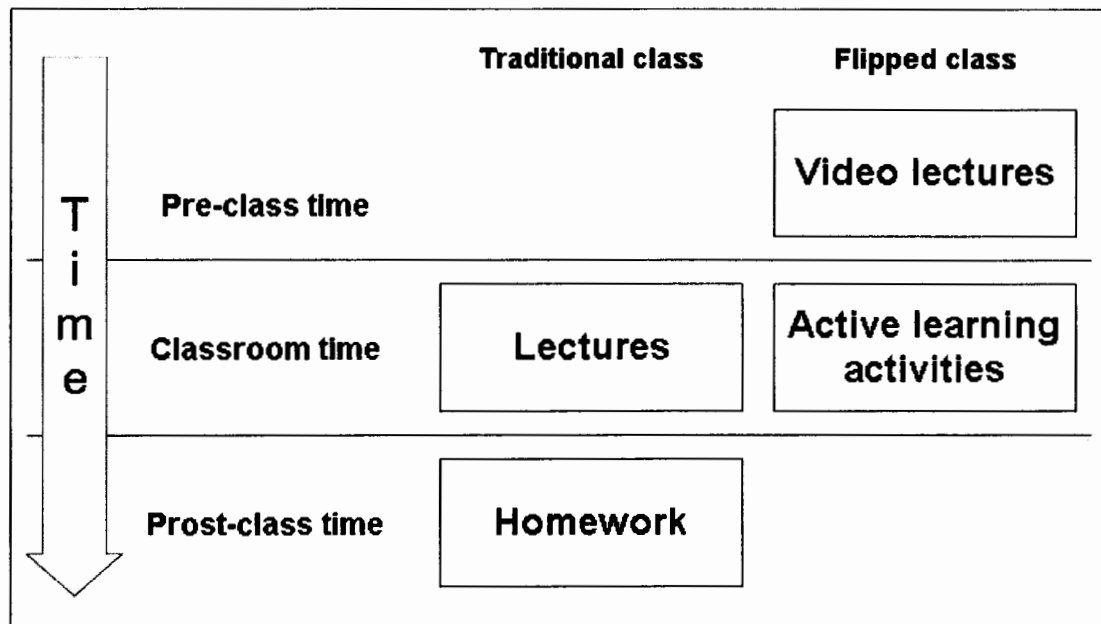 Traditional class Flipped class
Time
Video lectures
Pre-class time
Classroom time
Lectures
Active learning
activities
Prost-class time
Homework